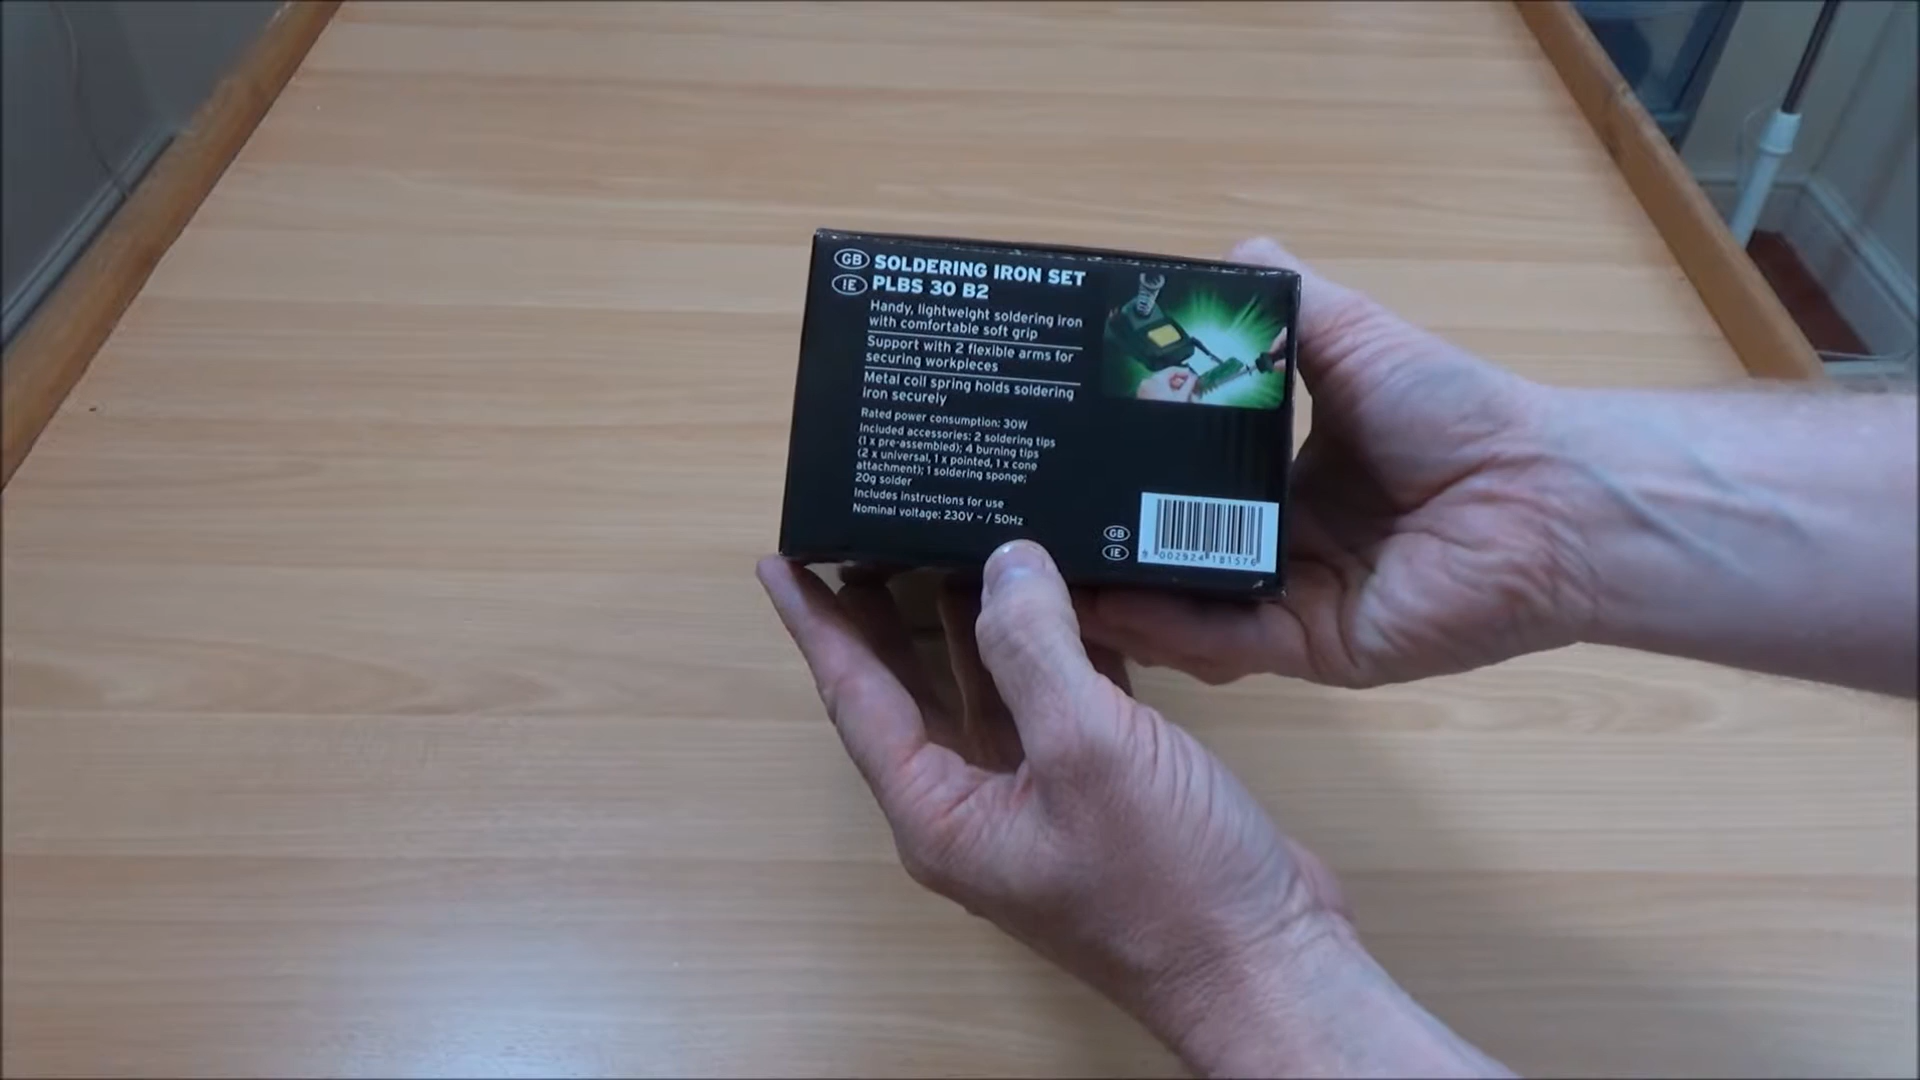 GB SOLDERING IRON SET
IE PLBS 30 B2
Handy, lightweight soldering iron
with comfortable soft grip
Support with 2 flexible arms for
securing workpieces
Metal coil spring holds soldering
iron securely
Rated power consumption: 30W
Included accessories: 2 soldering tips
(1 x pre-assembled); 4 burning tips
(2 x universal, 1 x pointed, 1 x cone
attachment); 1 soldering sponge;
20g solder
Includes instructions for use
Nominal voltage: 230V ~ / 50Hz
GB
IE
9 002924 181576